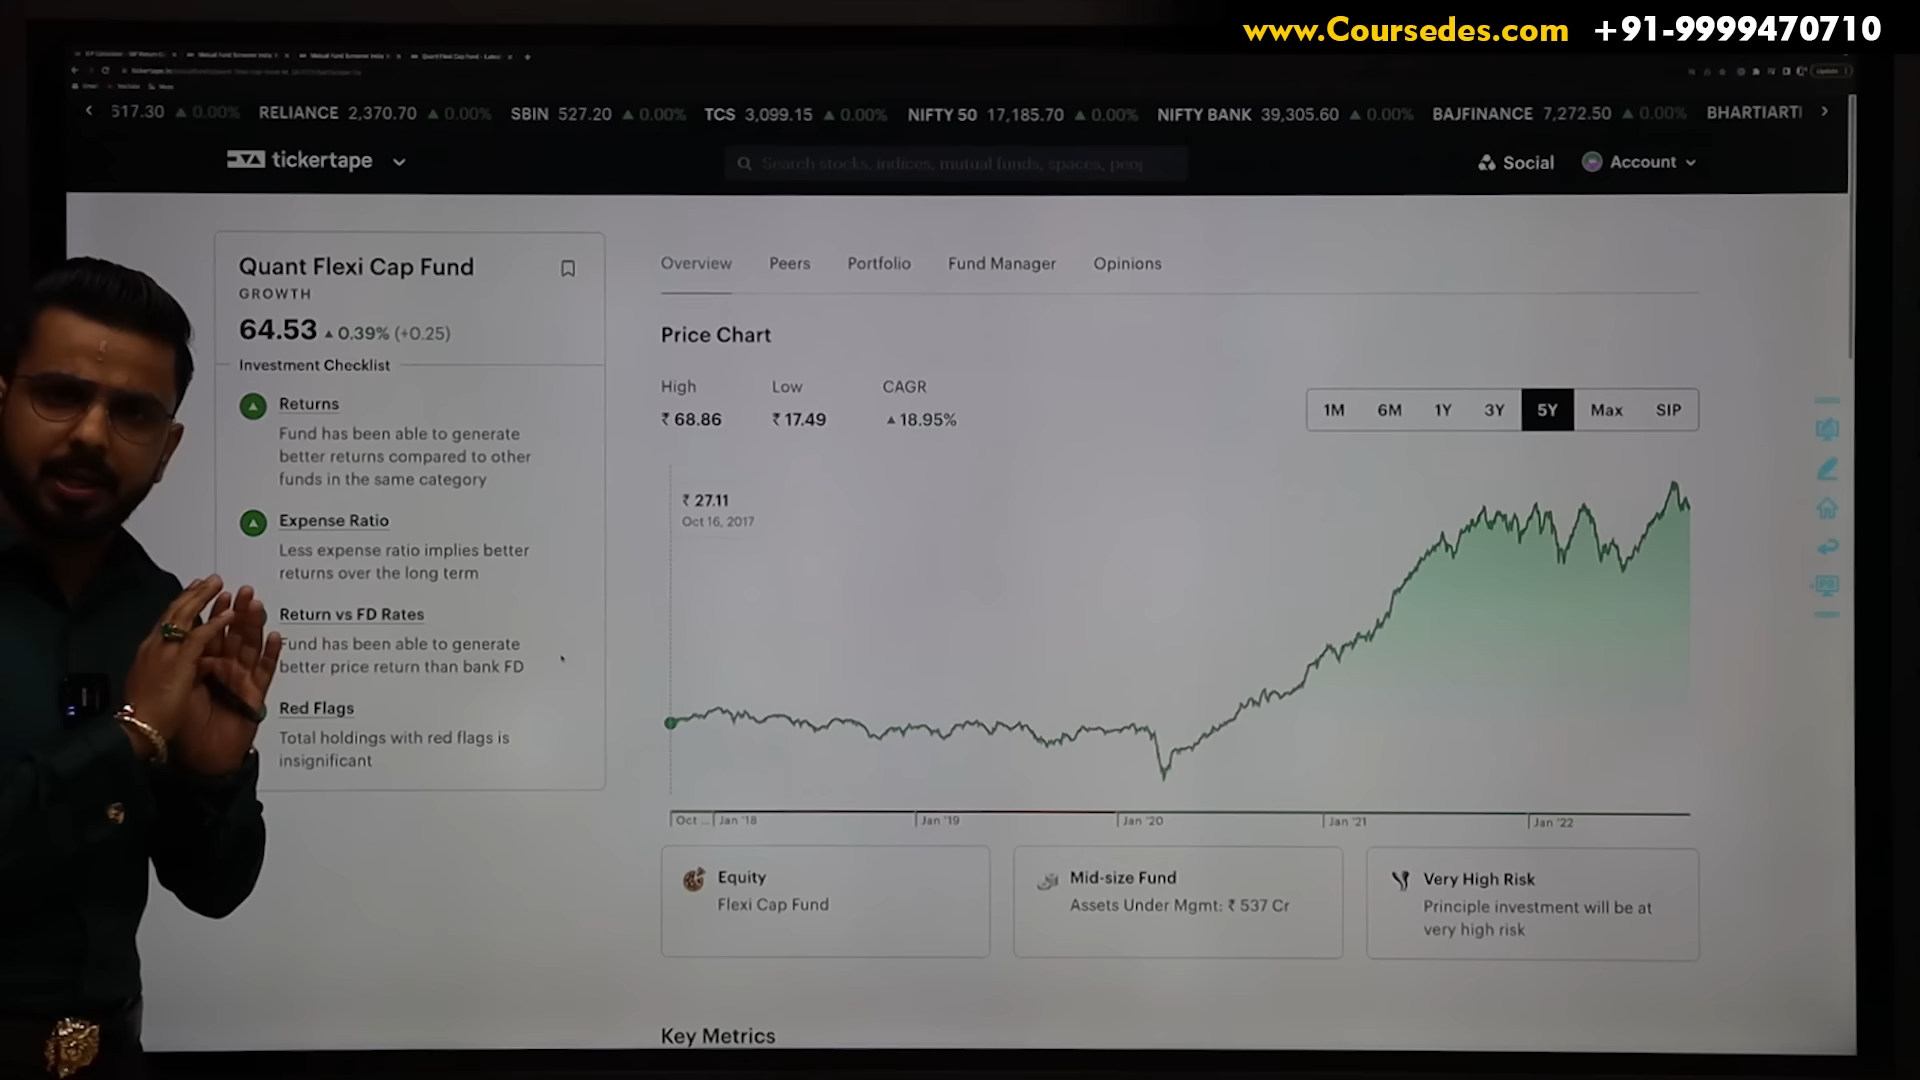 www.Coursedes.com +91-9999470710
517.30 ▲ 0.00% RELIANCE 2,370.70 ▲ 0.00% SBIN 527.20 ▲ 0.00% TCS 3,099.15 ▲ 0.00% NIFTY 50 17,185.70 ▲ 0.00% NIFTY BANK 39,305.60 ▲ 0.00% BAJFINANCE 7,272.50 ▲ 0.00% BHARTIARTI
tickertape
Search stocks, indices, mutual funds, spaces, peop
Social Account
Quant Flexi Cap Fund
GROWTH
64.53 ▲ 0.39% (+0.25)
Investment Checklist
Returns
Fund has been able to generate
better returns compared to other
funds in the same category
Expense Ratio
Less expense ratio implies better
returns over the long term
Return vs FD Rates
Fund has been able to generate
better price return than bank FD
Red Flags
Total holdings with red flags is
insignificant
Overview Peers Portfolio Fund Manager Opinions
Price Chart
High Low CAGR
₹ 68.86 ₹ 17.49 ▲ 18.95%
1M 6M 1Y 3Y 5Y Max SIP
₹ 27.11
Oct 16, 2017
Oct ... Jan '18 Jan '19 Jan '20 Jan '21 Jan '22
Equity
Flexi Cap Fund
Mid-size Fund
Assets Under Mgmt: ₹ 537 Cr
Very High Risk
Principle investment will be at
very high risk
Key Metrics